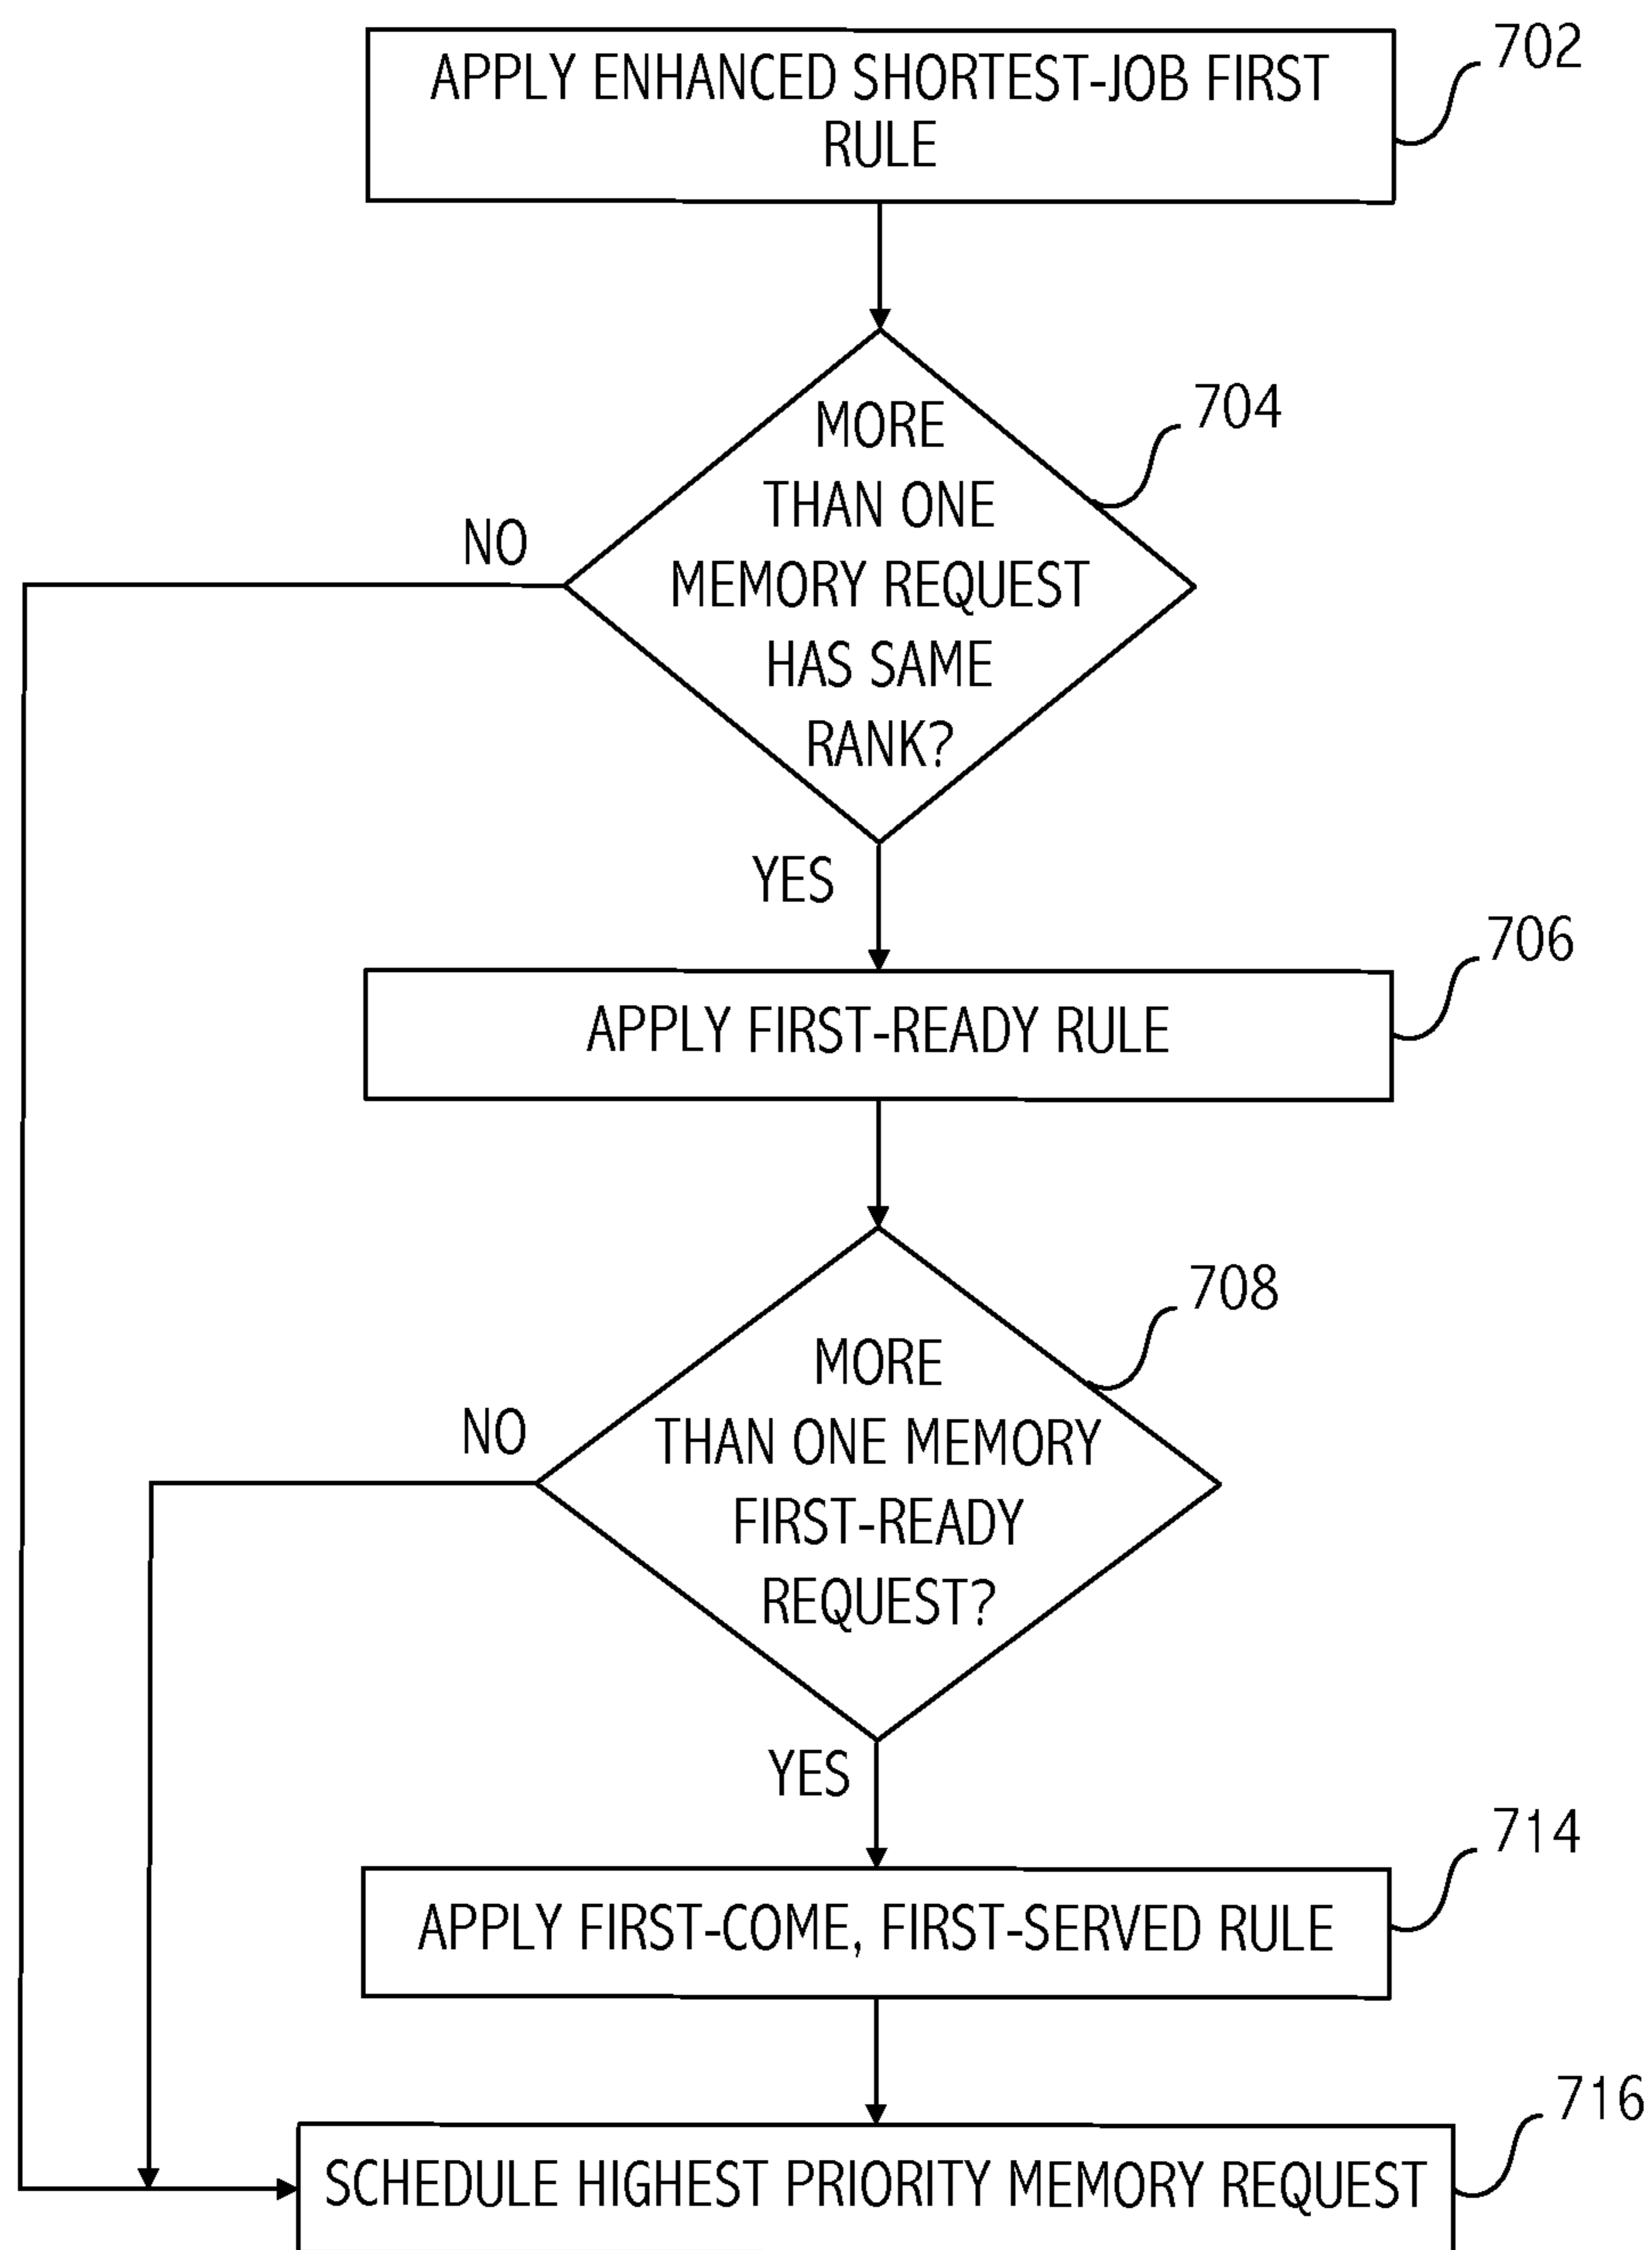 APPLY ENHANCED SHORTEST-JOB FIRST
RULE
702
MORE
THAN ONE
MEMORY REQUEST
HAS SAME
RANK?
704
NO
YES
APPLY FIRST-READY RULE
706
MORE
THAN ONE MEMORY
FIRST-READY
REQUEST?
708
NO
YES
APPLY FIRST-COME, FIRST-SERVED RULE
714
SCHEDULE HIGHEST PRIORITY MEMORY REQUEST
716